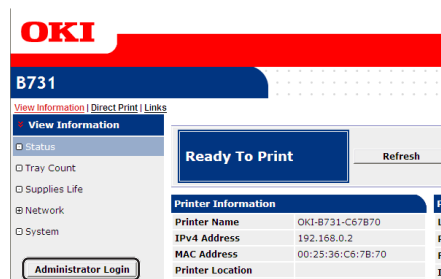 OKI
B731
View Information | Direct Print | Links
View Information
Status
Tray Count
Supplies Life
Network
System
Administrator Login
Ready To Print
Refresh
Printer Information
Printer Name OKI-B731-C67B70
IPv4 Address 192.168.0.2
MAC Address 00:25:36:C6:7B:70
Printer Location